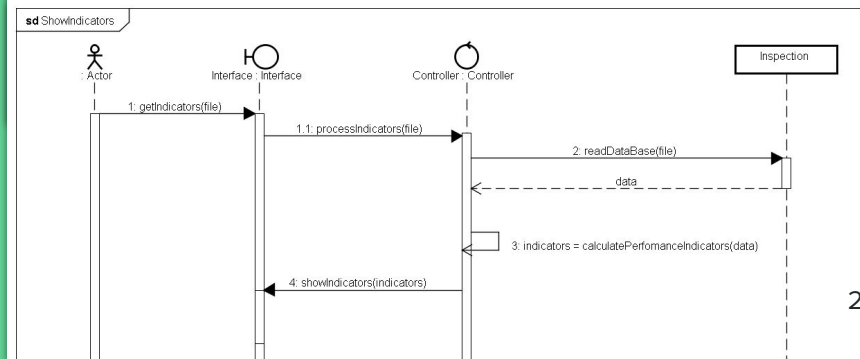 sd ShowIndicators
: Actor
Interface : Interface
Controller : Controller
Inspection
1: getIndicators(file)
1.1: processIndicators(file)
2: readDataBase(file)
data
3: indicators = calculatePerfomanceIndicators(data)
4: showIndicators(indicators)
2